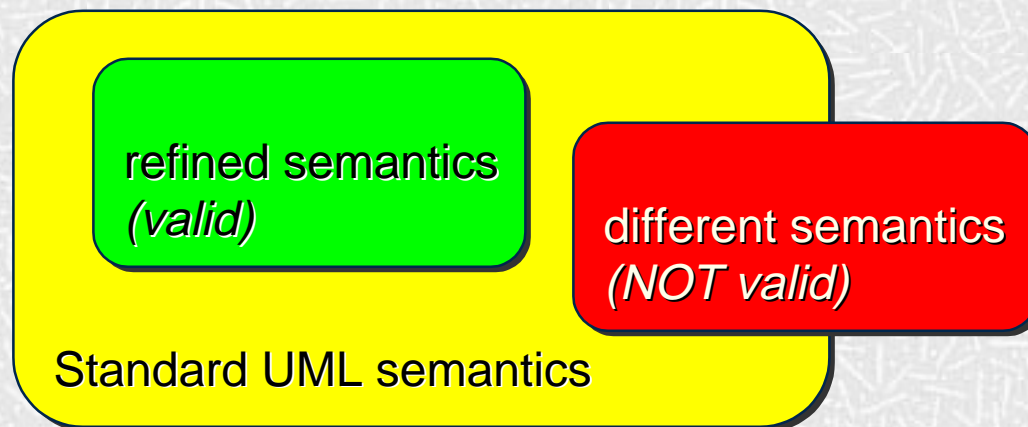 refined semantics
(valid)
different semantics
(NOT valid)
Standard UML semantics